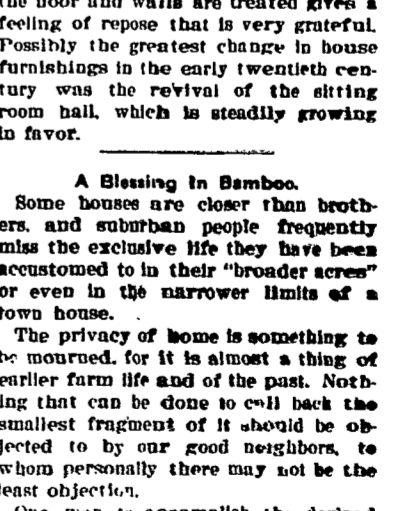 the floor and walls are treated gives a
feeling of repose that is very grateful.
Possibly the greatest change in house
furnishings in the early twentieth cen-
tury was the revival of the sitting
room hall, which is steadily growing
in favor.
A Blessing In Bamboo.
Some houses are closer than broth-
ers, and suburban people frequently
miss the exclusive life they have been
accustomed to in their "broader acres"
or even in the narrower limits of a
town house.
The privacy of home is something to
be mourned, for it is almost a thing of
earlier farm life and of the past. Noth-
ing that can be done to call back the
smallest fragment of it should be ob-
jected to by our good neighbors, to
whom personally there may not be the
least objection.
One way to accomplish the desired